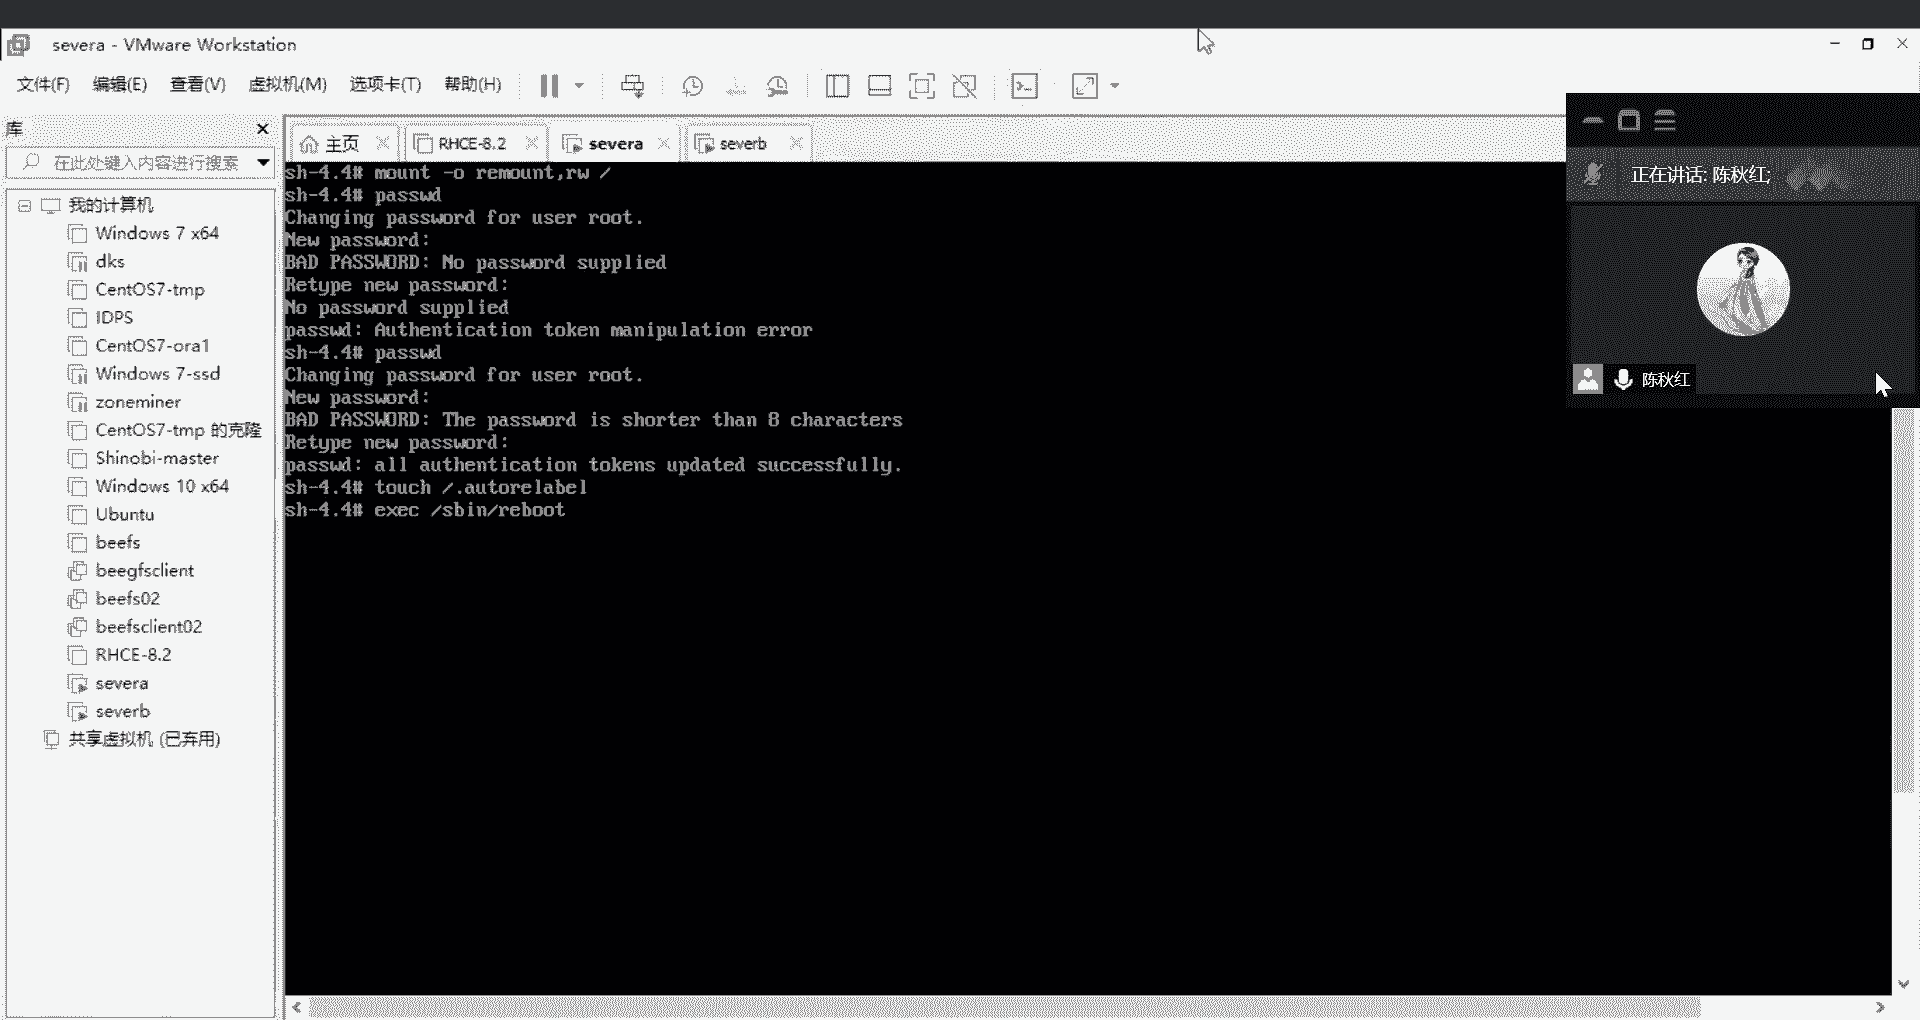 severa - VMware Workstation
文件(F) 编辑(E) 查看(V) 虚拟机(M) 选项卡(T) 帮助(H)
库
在此处键入内容进行搜索
我的计算机
Windows 7 x64
dks
CentOS7-tmp
IDPS
CentOS7-ora1
Windows 7-ssd
zoneminer
CentOS7-tmp 的克隆
Shinobi-master
Windows 10 x64
Ubuntu
beefs
beegfsclient
beefs02
beefsclient02
RHCE-8.2
severa
severb
共享虚拟机 (已弃用)
主页 RHCE-8.2 severa severb
sh-4.4# mount -o remount,rw /
sh-4.4# passwd
Changing password for user root.
New password:
BAD PASSWORD: No password supplied
Retype new password:
No password supplied
passwd: Authentication token manipulation error
sh-4.4# passwd
Changing password for user root.
New password:
BAD PASSWORD: The password is shorter than 8 characters
Retype new password:
passwd: all authentication tokens updated successfully.
sh-4.4# touch /.autorelabel
sh-4.4# exec /sbin/reboot
正在讲话: 陈秋红;
陈秋红